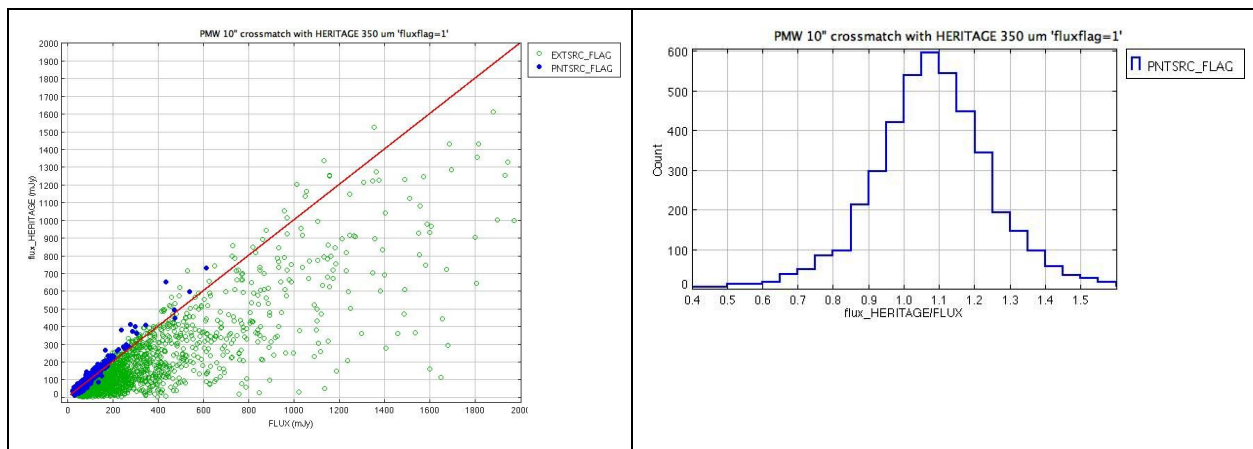 PMW 10" crossmatch with HERITAGE 350 um 'fluxflag=1'
2000
1900
1800
1700
1600
1500
1400
1300
1200
1100
1000
900
800
700
600
500
400
300
200
100
0
flux_HERITAGE (mJy)
0 200 400 600 800 1000 1200 1400 1600 1800 2000
FLUX (mJy)
EXTSRC_FLAG
PNTSRC_FLAG
PMW 10" crossmatch with HERITAGE 350 um 'fluxflag=1'
600
500
400
300
200
100
0
Count
0.4 0.5 0.6 0.7 0.8 0.9 1.0 1.1 1.2 1.3 1.4 1.5
flux_HERITAGE/FLUX
PNTSRC_FLAG